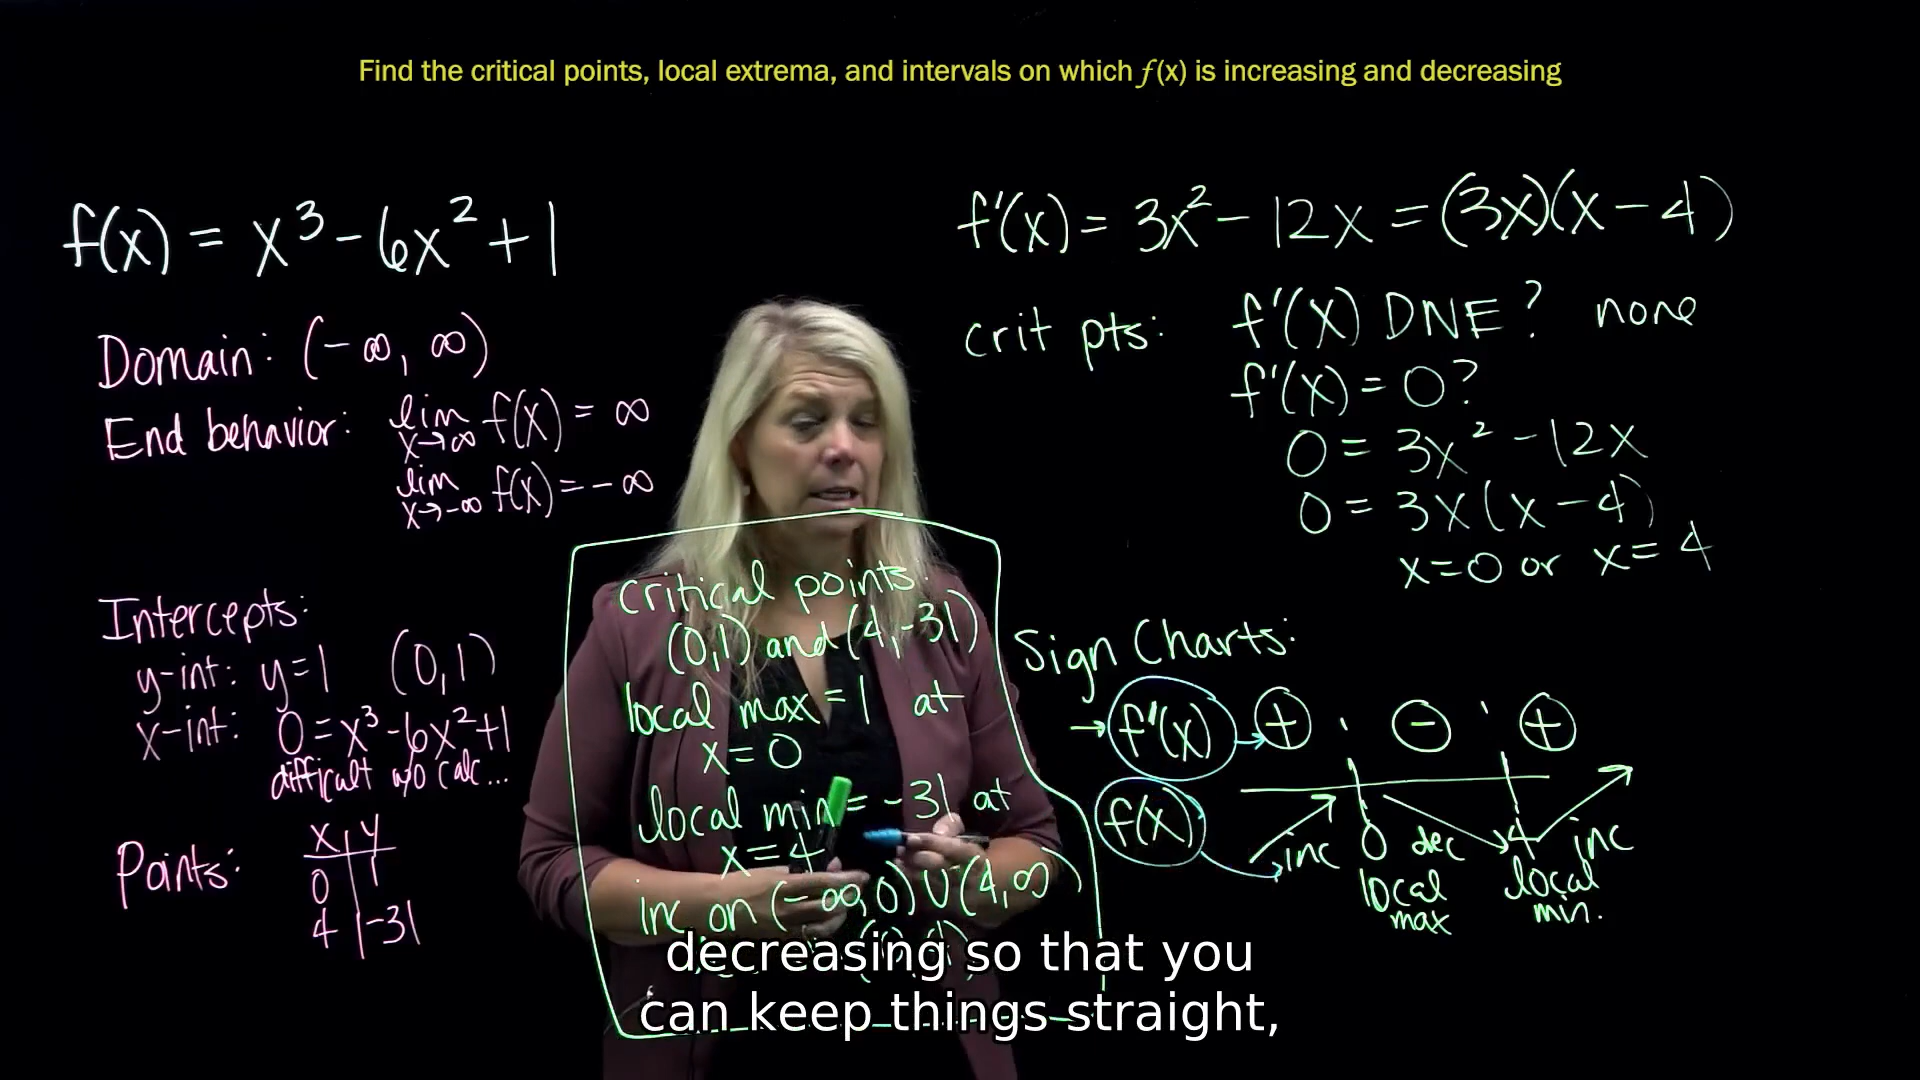 Find the critical points, local extrema, and intervals on which f(x) is increasing and decreasing
f(x) = x³ - 6x² + 1
Domain: (-∞, ∞)
End behavior: lim x→∞ f(x) = ∞
lim x→-∞ f(x) = -∞
Intercepts:
y-int: y=1 (0,1)
x-int: 0 = x³ - 6x² + 1
difficult w/o calc...
Points:
x | y
0 | 1
4 | -31
critical points:
(0,1) and (4,-31)
local max = 1 at
x = 0
local min = -31 at
x = 4
inc on (-∞,0) ∪ (4,∞)
f'(x) = 3x² - 12x = (3x)(x - 4)
crit pts: f'(x) DNE? none
f'(x) = 0?
0 = 3x² - 12x
0 = 3x(x - 4)
x=0 or x=4
Sign Charts:
→ f'(x) → + - +
f(x) inc 0 dec 4 inc
local max local min.
decreasing so that you
can keep things straight,